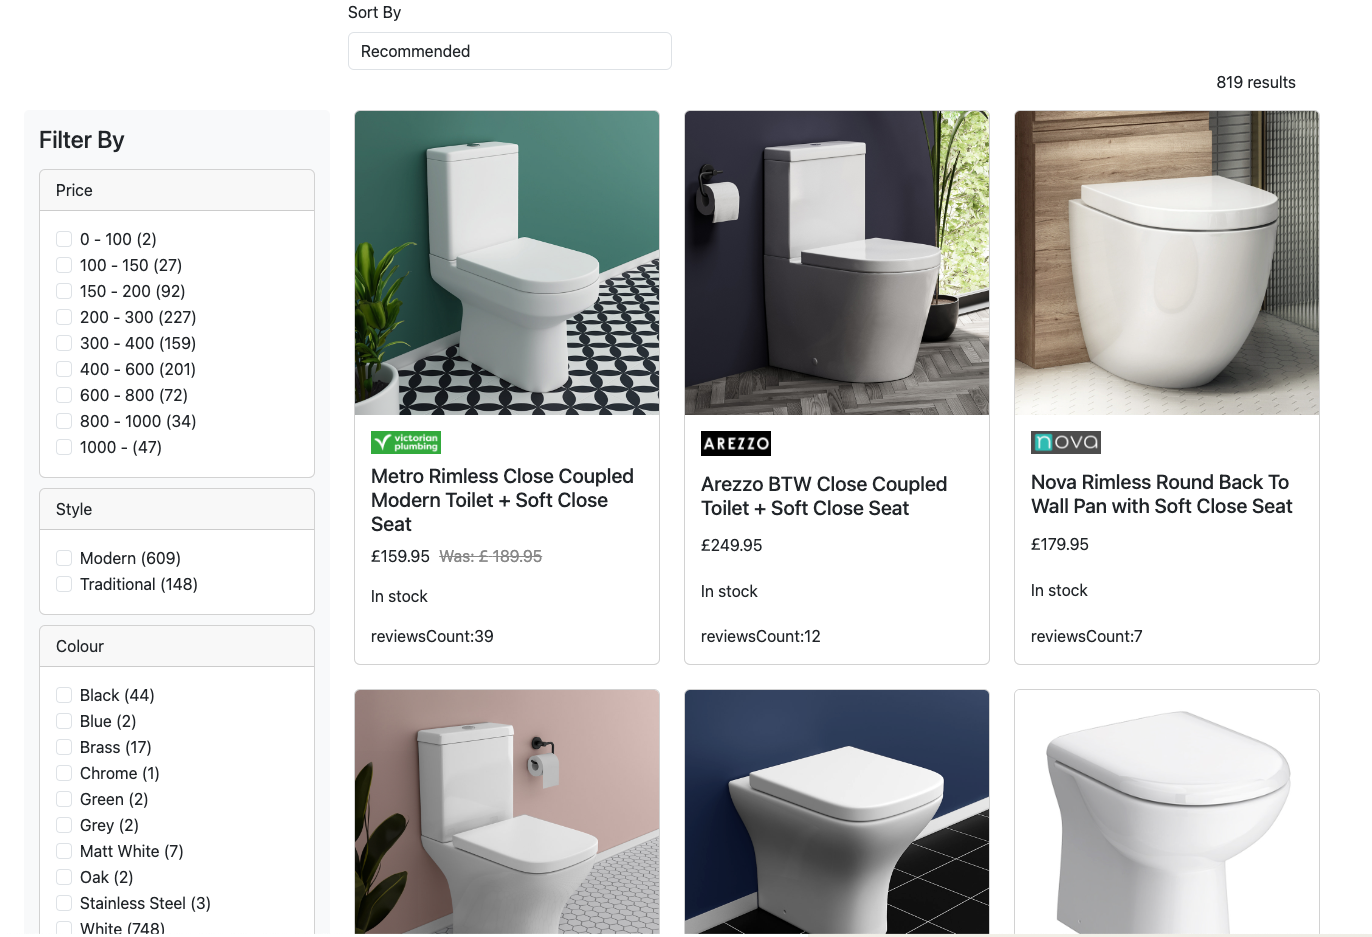 Sort By
Recommended
819 results
Filter By
Price
0 - 100 (2)
100 - 150 (27)
150 - 200 (92)
200 - 300 (227)
300 - 400 (159)
400 - 600 (201)
600 - 800 (72)
800 - 1000 (34)
1000 - (47)
Style
Modern (609)
Traditional (148)
Colour
Black (44)
Blue (2)
Brass (17)
Chrome (1)
Green (2)
Grey (2)
Matt White (7)
Oak (2)
Stainless Steel (3)
White (748)
victorian
plumbing
Metro Rimless Close Coupled
Modern Toilet + Soft Close
Seat
£159.95 Was: £ 189.95
In stock
reviewsCount:39
AREZZO
Arezzo BTW Close Coupled
Toilet + Soft Close Seat
£249.95
In stock
reviewsCount:12
nova
Nova Rimless Round Back To
Wall Pan with Soft Close Seat
£179.95
In stock
reviewsCount:7